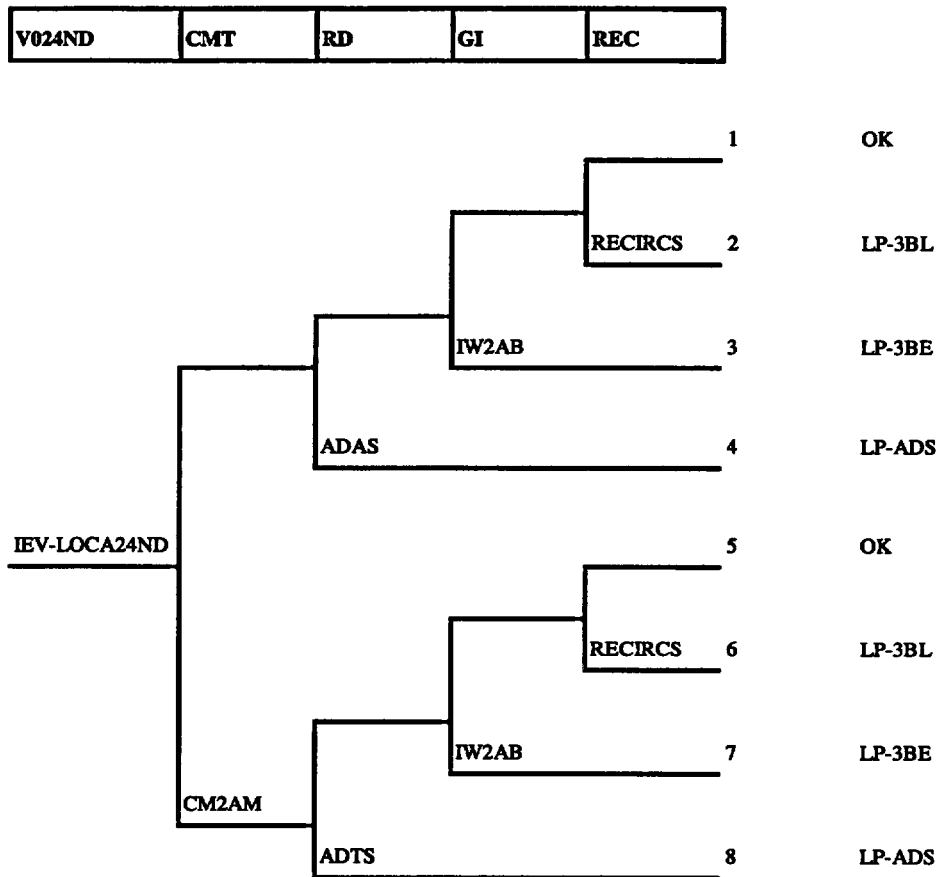 V024ND CMT RD GI REC
1 OK
RECIRCS 2 LP-3BL
IW2AB 3 LP-3BE
ADAS 4 LP-ADS
IEV-LOCA24ND 5 OK
RECIRCS 6 LP-3BL
IW2AB 7 LP-3BE
CM2AM
ADTS 8 LP-ADS